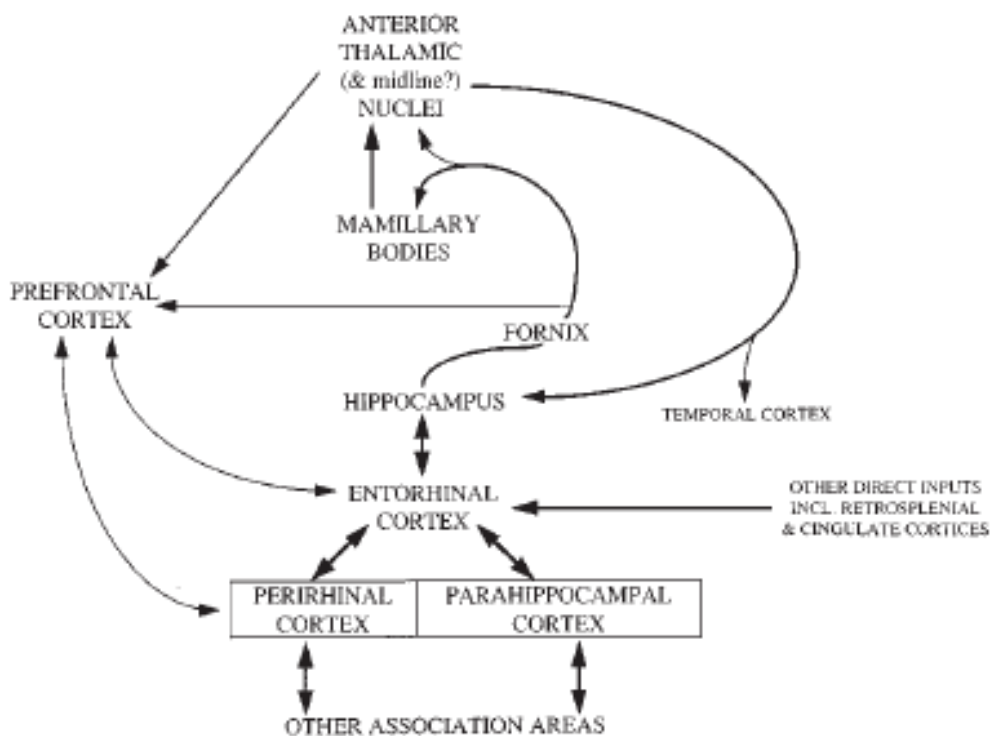 ANTERIOR
THALAMIC
(& midline?)
NUCLEI
MAMILLARY
BODIES
PREFRONTAL
CORTEX
FORNIX
HIPPOCAMPUS
TEMPORAL CORTEX
ENTORHINAL
CORTEX
OTHER DIRECT INPUTS
INCL. RETROSPLENIAL
& CINGULATE CORTICES
PERIRHINAL
CORTEX
PARAHIPPOCAMPAL
CORTEX
OTHER ASSOCIATION AREAS